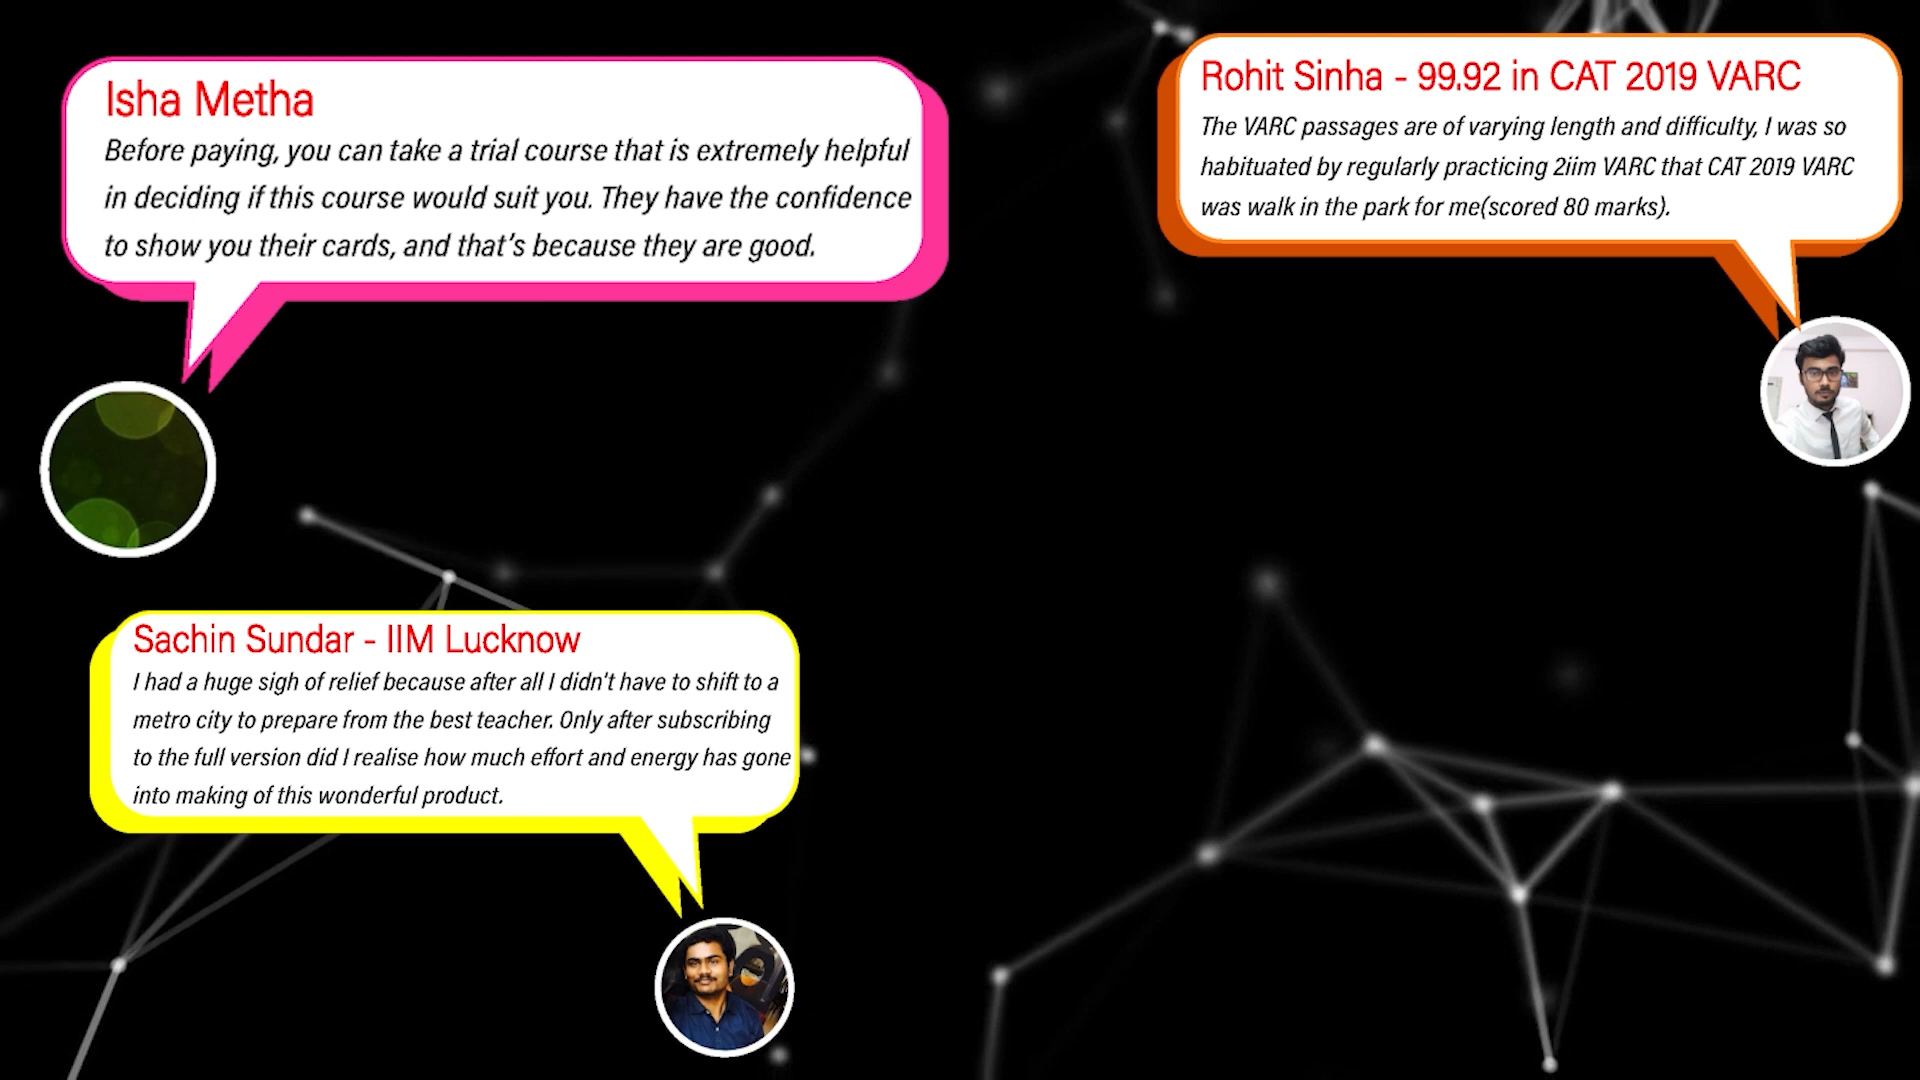 Isha Metha
Before paying, you can take a trial course that is extremely helpful
in deciding if this course would suit you. They have the confidence
to show you their cards, and that's because they are good.
Rohit Sinha - 99.92 in CAT 2019 VARC
The VARC passages are of varying length and difficulty, I was so
habituated by regularly practicing 2iim VARC that CAT 2019 VARC
was walk in the park for me(scored 80 marks).
Sachin Sundar - IIM Lucknow
I had a huge sigh of relief because after all I didn't have to shift to a
metro city to prepare from the best teacher. Only after subscribing
to the full version did I realise how much effort and energy has gone
into making of this wonderful product.